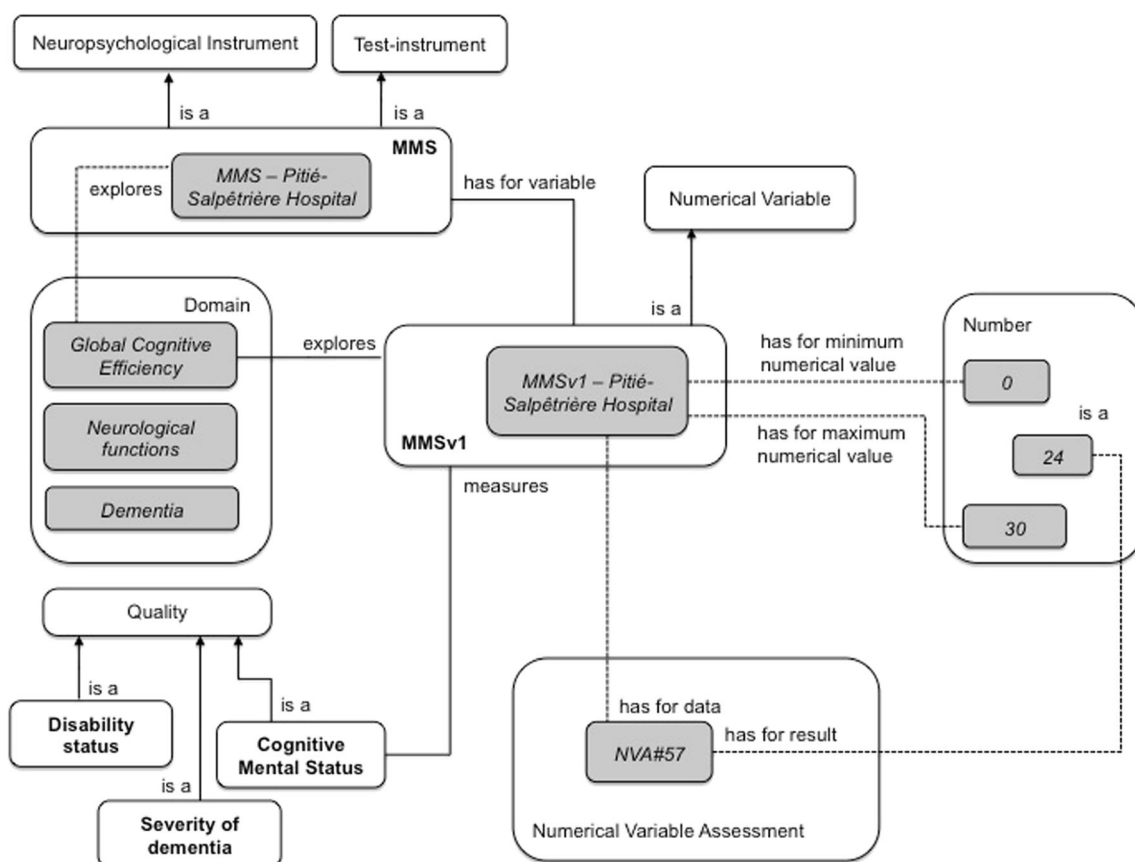 Neuropsychological Instrument
Test-instrument
is a
is a
MMS
MMS – Pitié-
Salpêtrière Hospital
explores
has for variable
Numerical Variable
Domain
is a
Number
Global Cognitive
Efficiency
explores
has for minimum
numerical value
MMSv1 – Pitié-
Salpêtrière Hospital
0
is a
Neurological
functions
MMSv1
has for maximum
numerical value
24
measures
Dementia
30
Quality
is a
is a
Disability
status
Cognitive
Mental Status
has for data
has for result
NVA#57
is a
Severity of
dementia
Numerical Variable Assessment